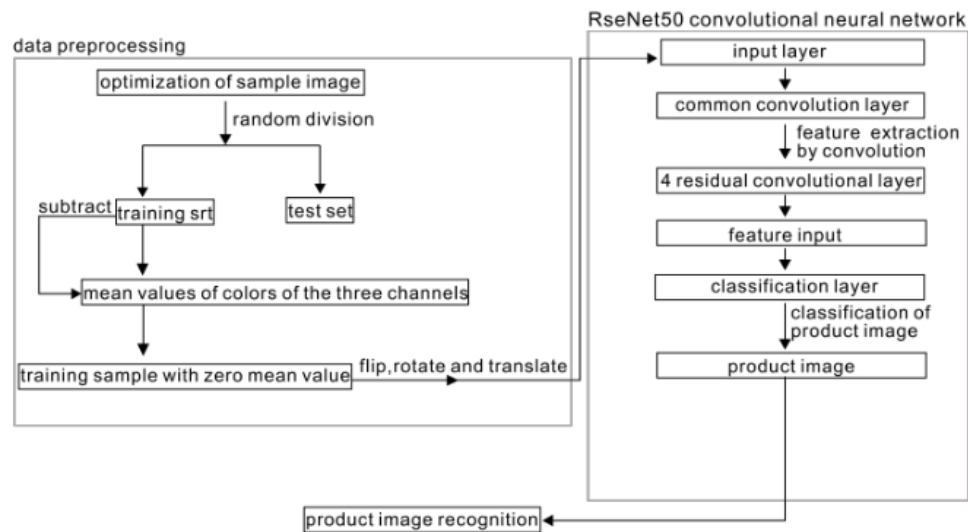 RseNet50 convolutional neural network
data preprocessing
optimization of sample image
random division
subtract
training srt
test set
mean values of colors of the three channels
training sample with zero mean value
flip,rotate and translate
input layer
common convolution layer
feature extraction
by convolution
4 residual convolutional layer
feature input
classification layer
classification of
product image
product image
product image recognition